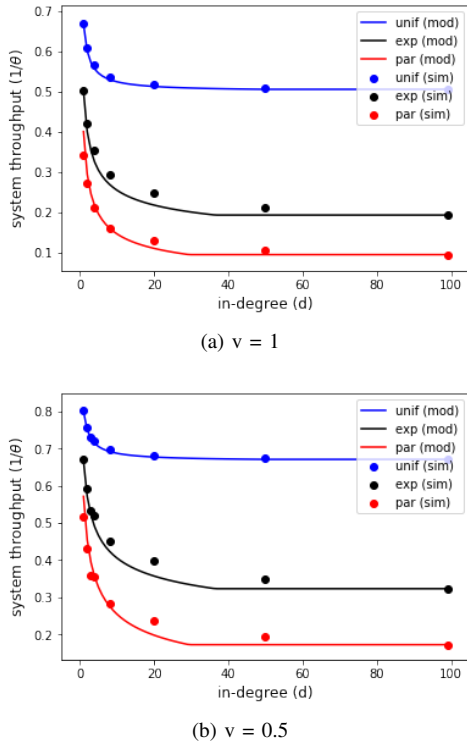 0.7
0.6
0.5
0.4
0.3
0.2
0.1
system throughput (1/θ)
unif (mod)
exp (mod)
par (mod)
unif (sim)
exp (sim)
par (sim)
0 20 40 60 80 100
in-degree (d)
(a) v = 1
0.8
0.7
0.6
0.5
0.4
0.3
0.2
system throughput (1/θ)
unif (mod)
exp (mod)
par (mod)
unif (sim)
exp (sim)
par (sim)
0 20 40 60 80 100
in-degree (d)
(b) v = 0.5